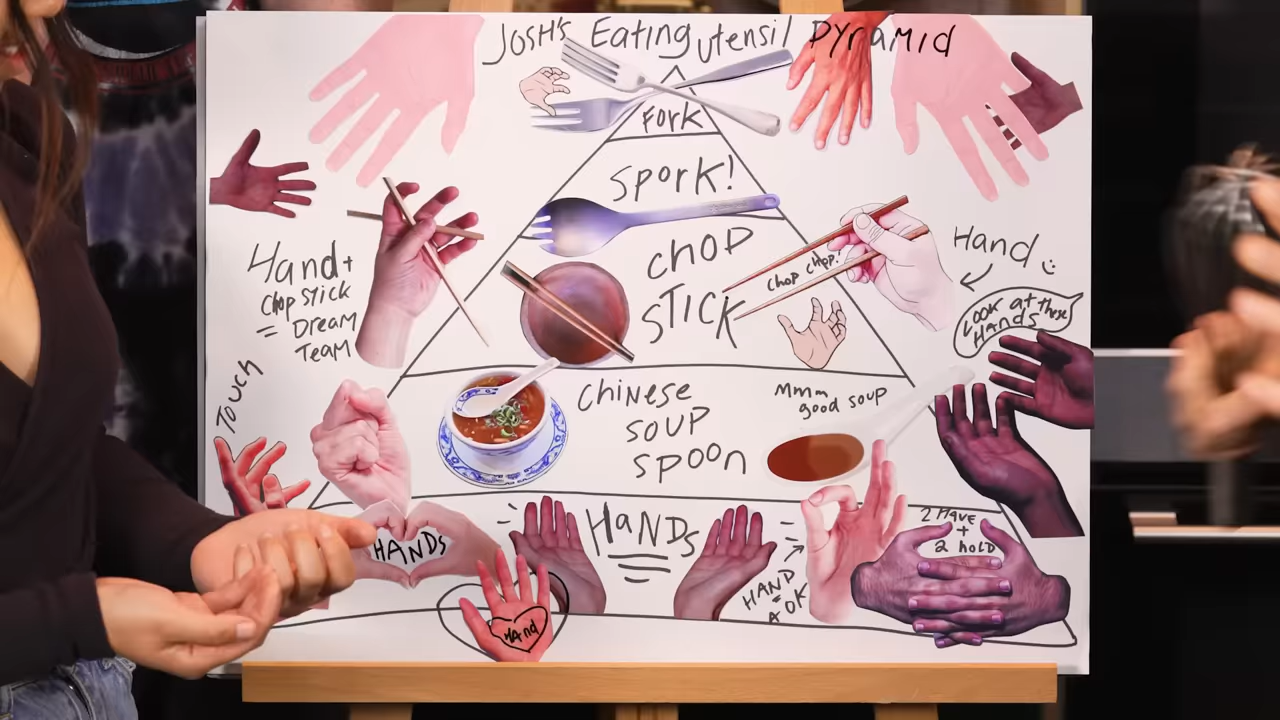 JOSH'S Eating utensil PYRAMID
FORK
SPORK!
CHOP
STICK
chop chop!
Hand+
Chop Stick
= Dream
Team
Hand
Look at these
Hands
Touch
Chinese
SOUP
SPOON
Mmm
good soup
HANDS
HaNDs
HAND
=
A OK
2 HAVE
+
2 hOLD
HAnd